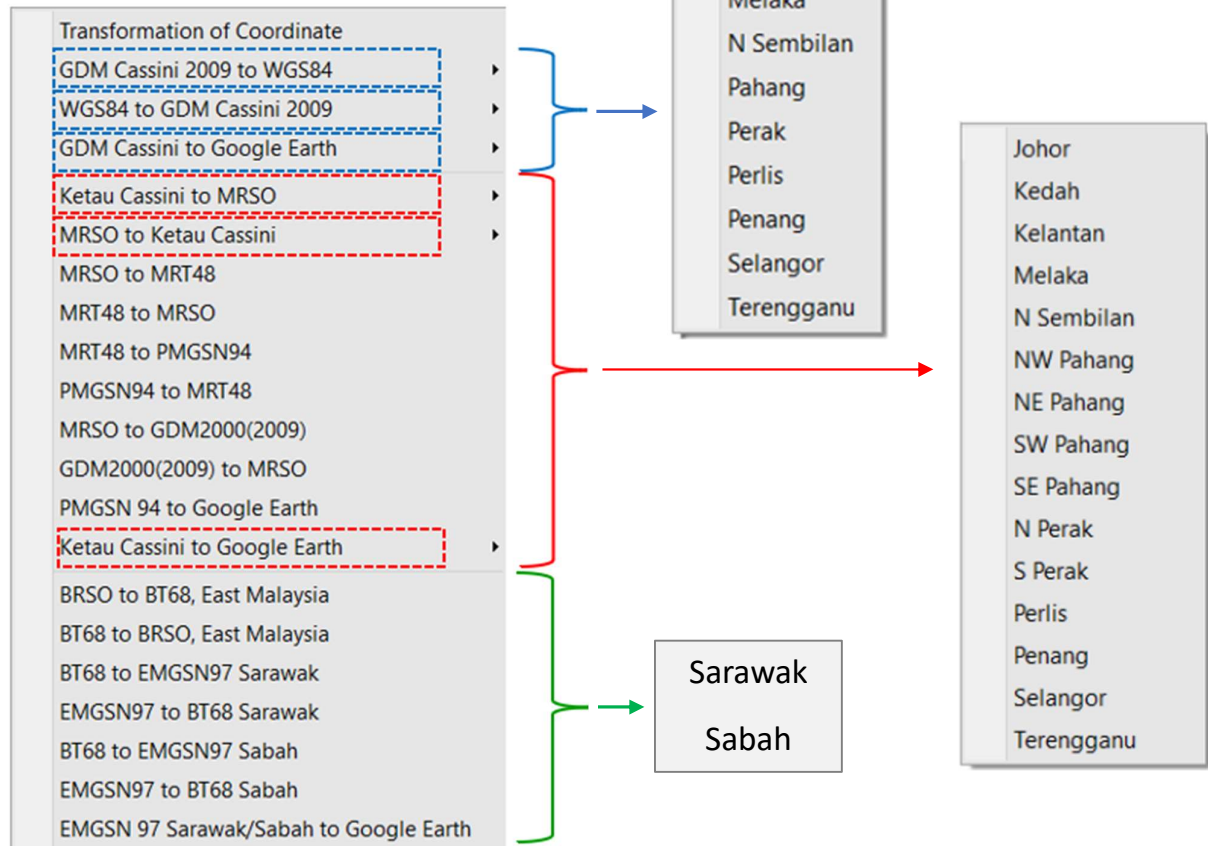 Transformation of Coordinate
GDM Cassini 2009 to WGS84
WGS84 to GDM Cassini 2009
GDM Cassini to Google Earth
Ketau Cassini to MRSO
MRSO to Ketau Cassini
MRSO to MRT48
MRT48 to MRSO
MRT48 to PMGSN94
PMGSN94 to MRT48
MRSO to GDM2000(2009)
GDM2000(2009) to MRSO
PMGSN 94 to Google Earth
Ketau Cassini to Google Earth
BRSO to BT68, East Malaysia
BT68 to BRSO, East Malaysia
BT68 to EMGSN97 Sarawak
EMGSN97 to BT68 Sarawak
BT68 to EMGSN97 Sabah
EMGSN97 to BT68 Sabah
EMGSN 97 Sarawak/Sabah to Google Earth
Melaka
N Sembilan
Pahang
Perak
Perlis
Penang
Selangor
Terengganu
Sarawak
Sabah
Johor
Kedah
Kelantan
Melaka
N Sembilan
NW Pahang
NE Pahang
SW Pahang
SE Pahang
N Perak
S Perak
Perlis
Penang
Selangor
Terengganu